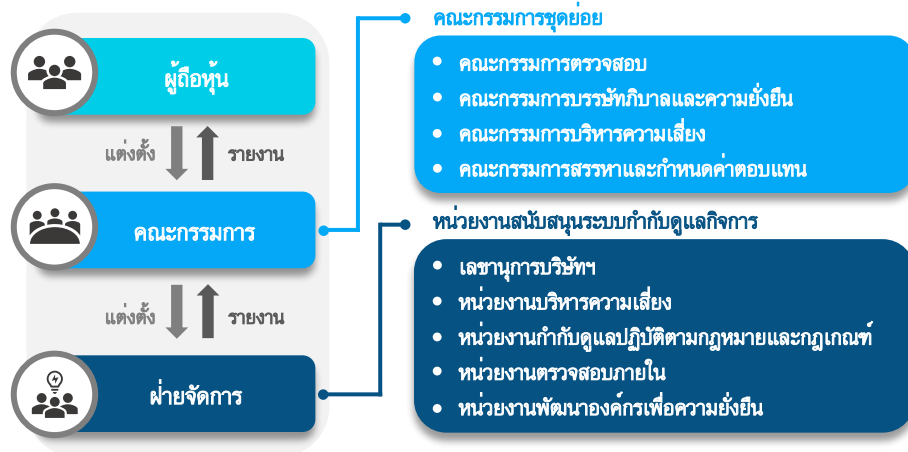 ผู้ถือหุ้น
แต่งตั้ง
รายงาน
คณะกรรมการ
แต่งตั้ง
รายงาน
ฝ่ายจัดการ
คณะกรรมการชุดย่อย
• คณะกรรมการตรวจสอบ
• คณะกรรมการบรรษัทภิบาลและความยั่งยืน
• คณะกรรมการบริหารความเสี่ยง
• คณะกรรมการสรรหาและกำหนดค่าตอบแทน
หน่วยงานสนับสนุนระบบกำกับดูแลกิจการ
• เลขานุการบริษัทฯ
• หน่วยงานบริหารความเสี่ยง
• หน่วยงานกำกับดูแลปฏิบัติตามกฎหมายและกฎเกณฑ์
• หน่วยงานตรวจสอบภายใน
• หน่วยงานพัฒนาองค์กรเพื่อความยั่งยืน